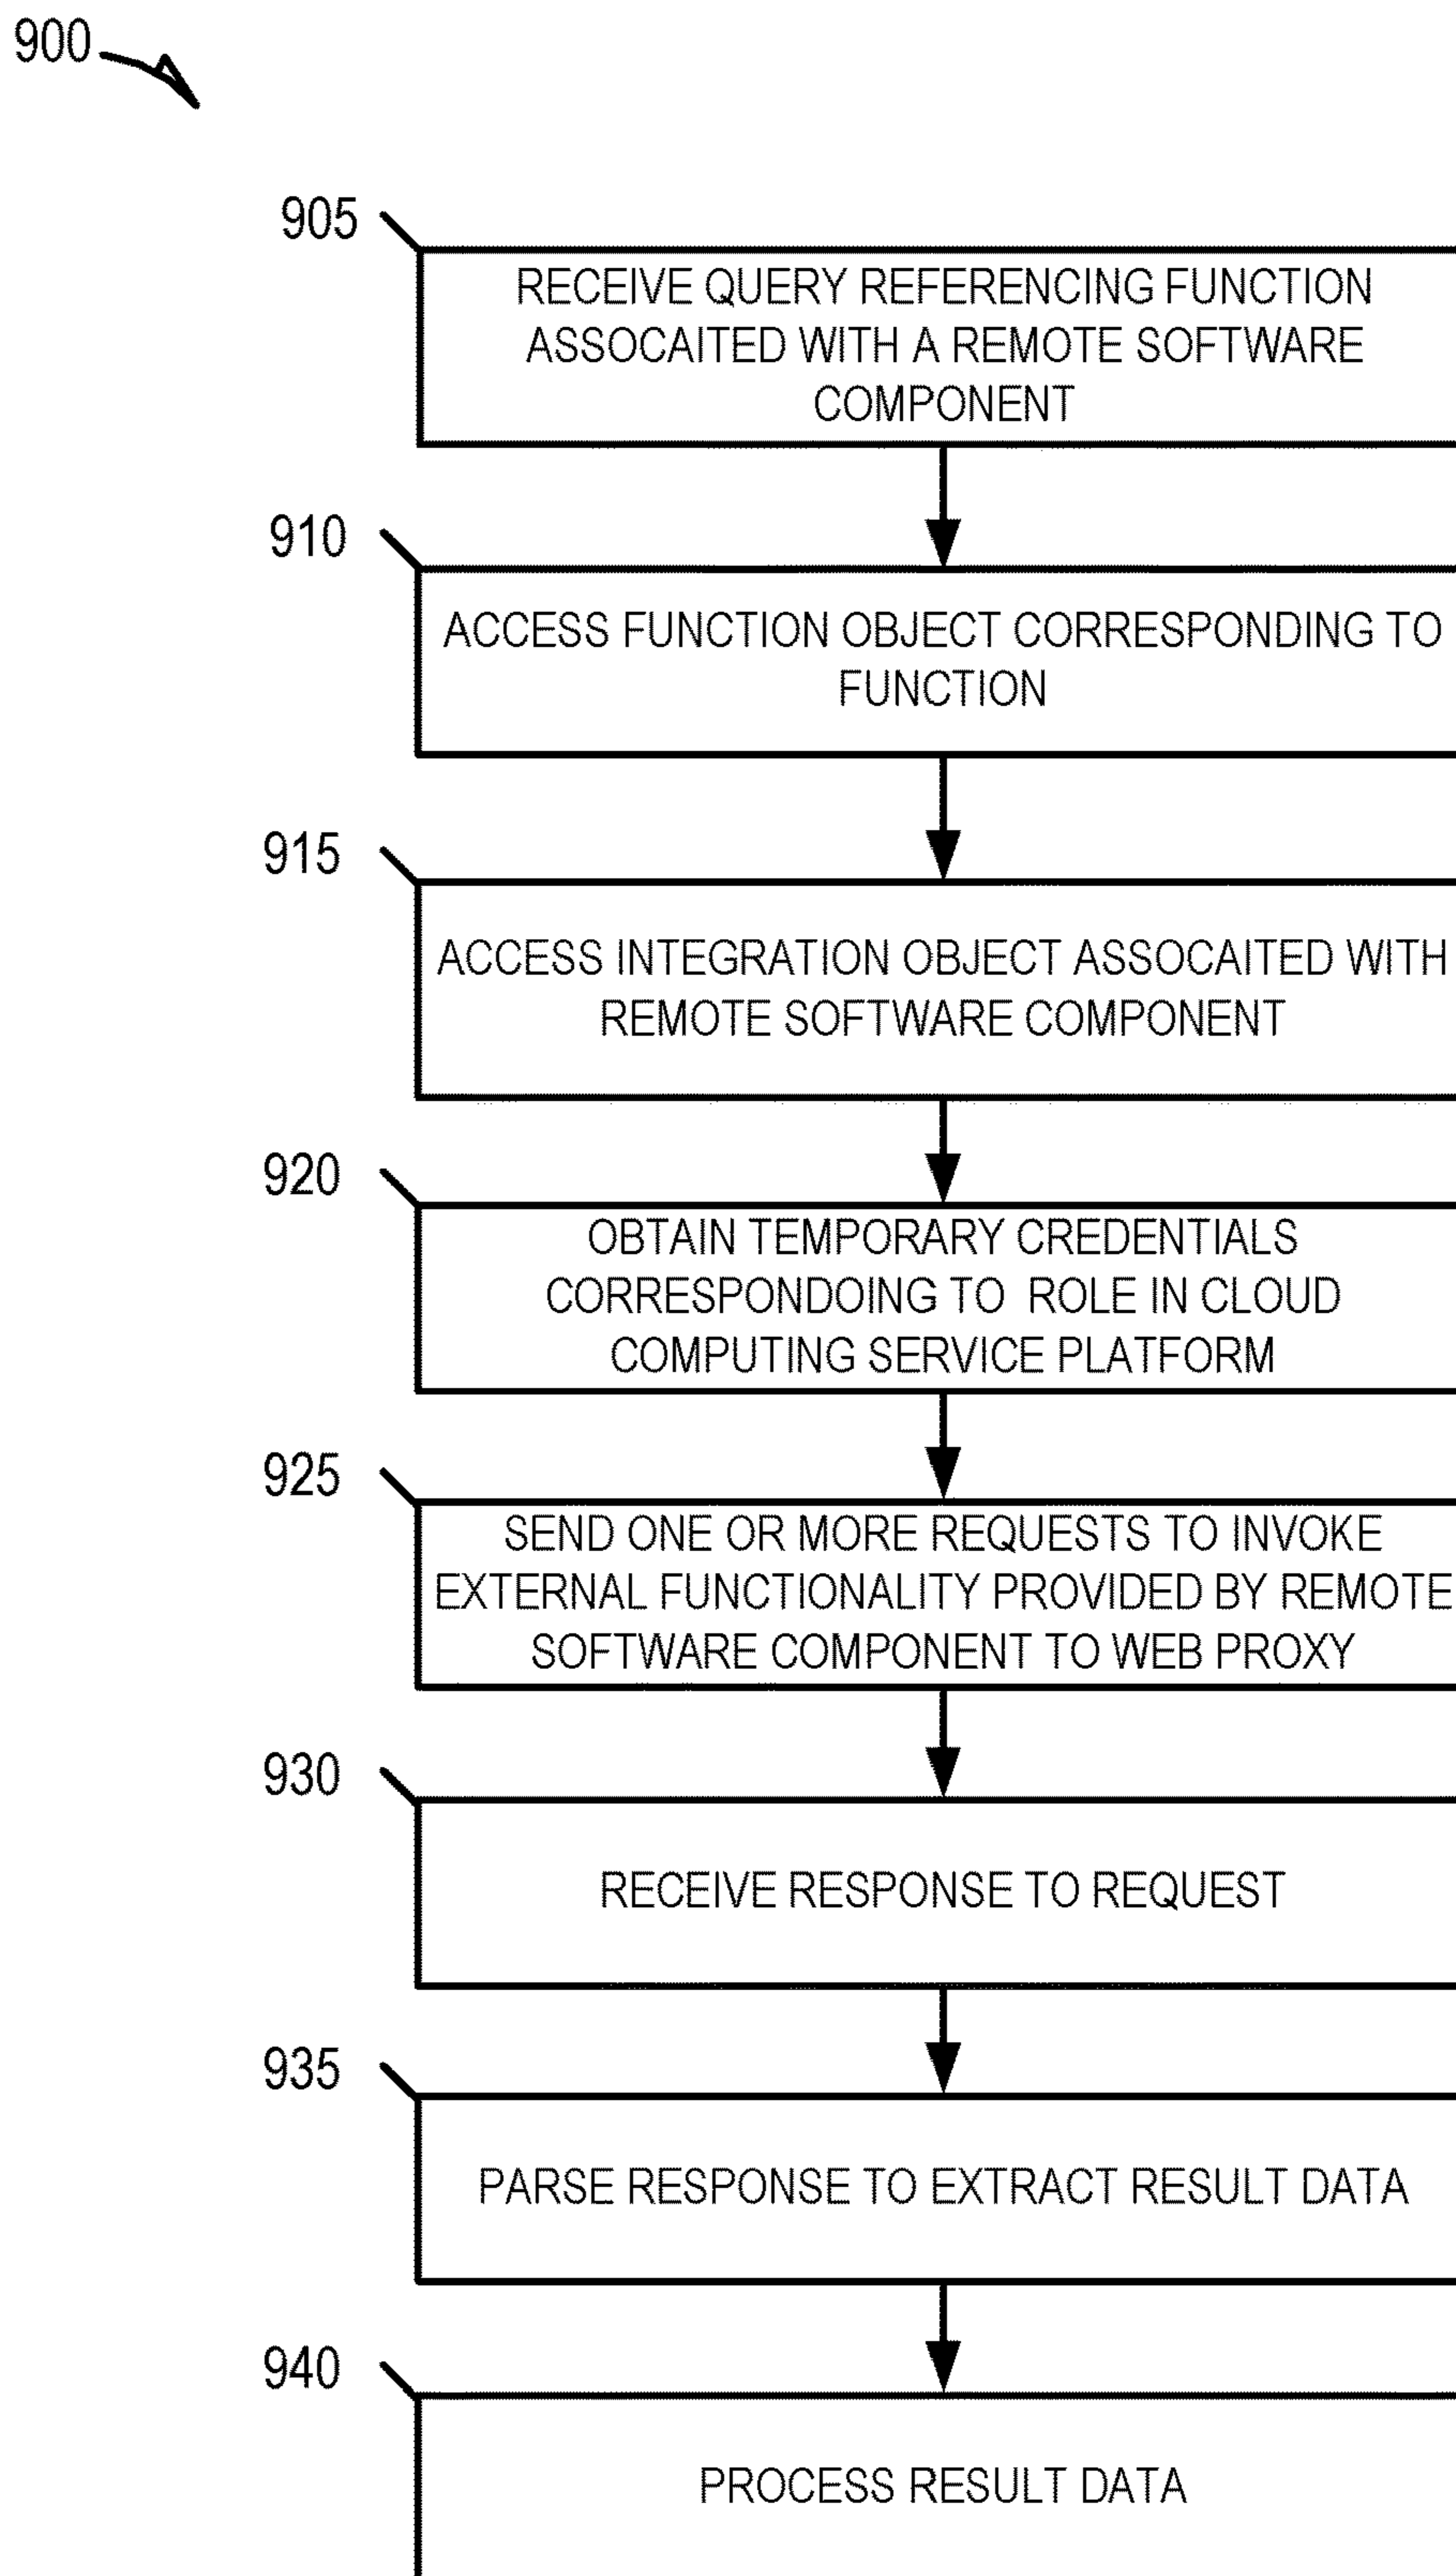 900
905
RECEIVE QUERY REFERENCING FUNCTION
ASSOCAITED WITH A REMOTE SOFTWARE
COMPONENT
910
ACCESS FUNCTION OBJECT CORRESPONDING TO
FUNCTION
915
ACCESS INTEGRATION OBJECT ASSOCAITED WITH
REMOTE SOFTWARE COMPONENT
920
OBTAIN TEMPORARY CREDENTIALS
CORRESPONDOING TO ROLE IN CLOUD
COMPUTING SERVICE PLATFORM
925
SEND ONE OR MORE REQUESTS TO INVOKE
EXTERNAL FUNCTIONALITY PROVIDED BY REMOTE
SOFTWARE COMPONENT TO WEB PROXY
930
RECEIVE RESPONSE TO REQUEST
935
PARSE RESPONSE TO EXTRACT RESULT DATA
940
PROCESS RESULT DATA